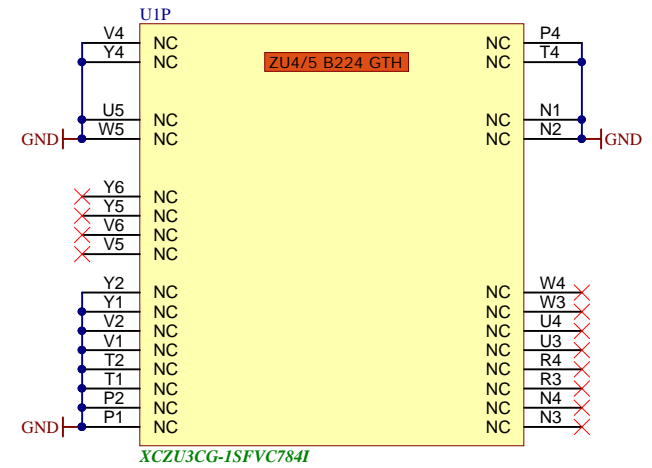 U1P
V4 NC NC P4
Y4 NC ZU4/5 B224 GTH NC T4
U5 NC NC N1
GND W5 NC NC N2 GND
Y6 NC
Y5 NC
V6 NC
V5 NC
Y2 NC NC W4
Y1 NC NC W3
V2 NC NC U4
V1 NC NC U3
T2 NC NC R4
T1 NC NC R3
P2 NC NC N4
GND P1 NC NC N3
XCZU3CG-1SFVC784I